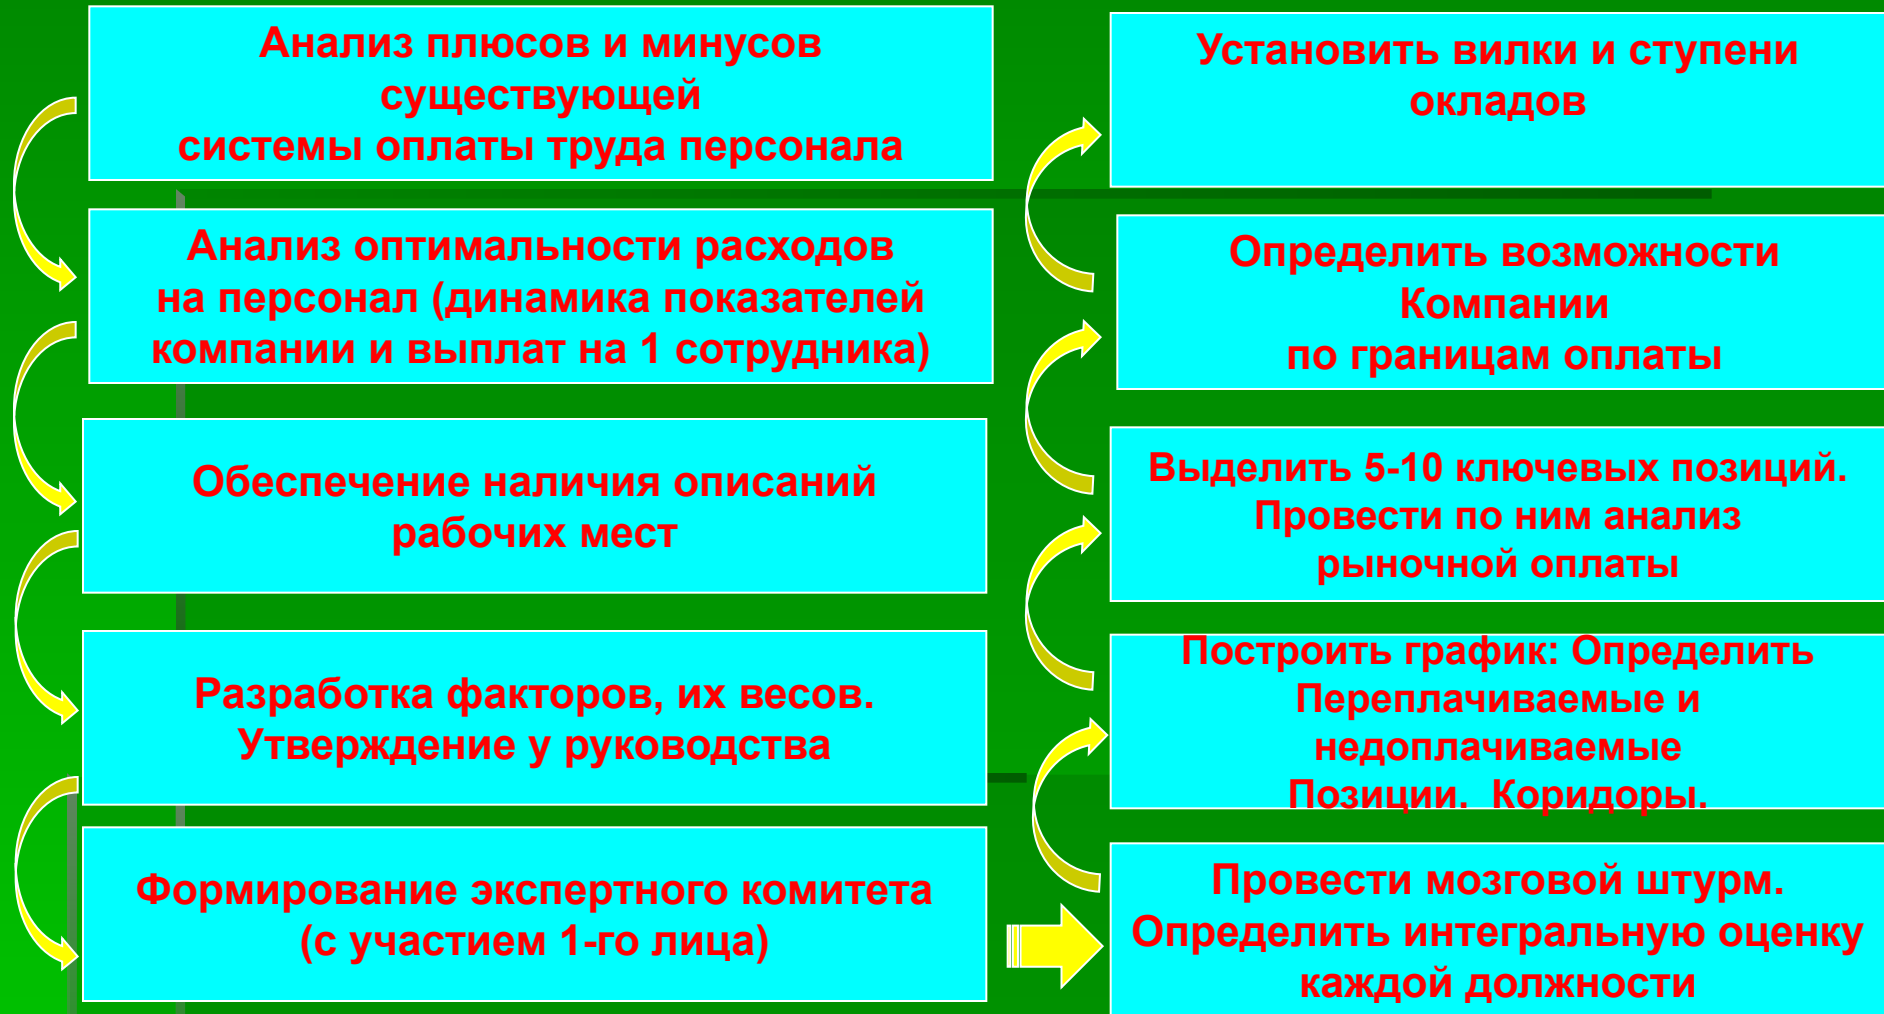 Анализ плюсов и минусов
существующей
системы оплаты труда персонала
Анализ оптимальности расходов
на персонал (динамика показателей
компании и выплат на 1 сотрудника)
Обеспечение наличия описаний
рабочих мест
Разработка факторов, их весов.
Утверждение у руководства
Формирование экспертного комитета
(с участием 1-го лица)
Провести мозговой штурм.
Определить интегральную оценку
каждой должности
Построить график: Определить
Переплачиваемые и
недоплачиваемые
Позиции. Коридоры.
Выделить 5-10 ключевых позиций.
Провести по ним анализ
рыночной оплаты
Определить возможности
Компании
по границам оплаты
Установить вилки и ступени
окладов